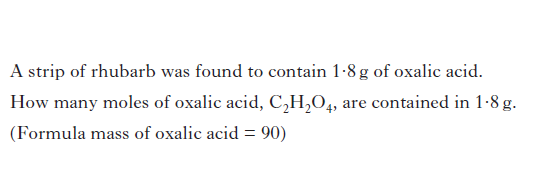 A strip of rhubarb was found to contain 1·8 g of oxalic acid.
How many moles of oxalic acid, C₂H₂O₄, are contained in 1·8 g.
(Formula mass of oxalic acid = 90)